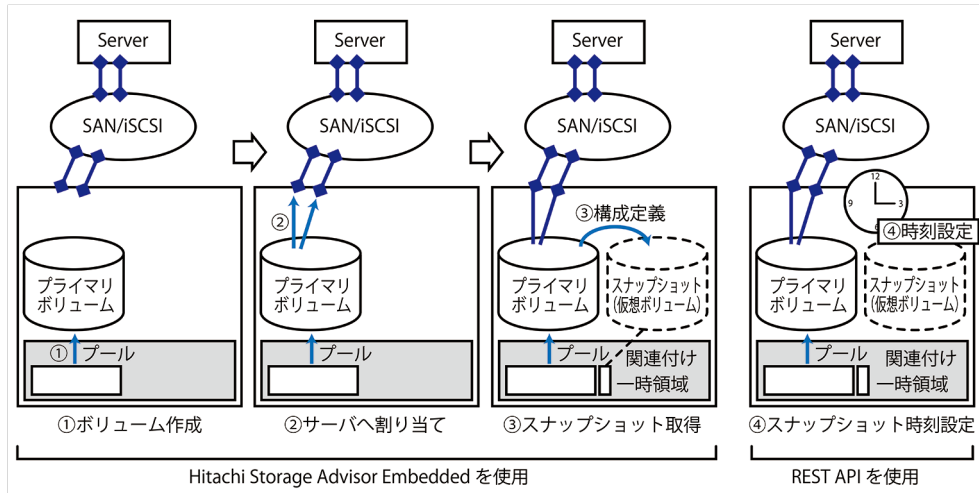 Server
SAN/iSCSI
プライマリ
ボリューム
①
プール
①ボリューム作成
Server
SAN/iSCSI
②
プライマリ
ボリューム
プール
②サーバへ割り当て
Server
SAN/iSCSI
③構成定義
プライマリ
ボリューム
スナップショット
(仮想ボリューム)
プール
関連付け
一時領域
③スナップショット取得
Hitachi Storage Advisor Embedded を使用
Server
SAN/iSCSI
12
9
3
④時刻設定
プライマリ
ボリューム
スナップショット
(仮想ボリューム)
プール
関連付け
一時領域
④スナップショット時刻設定
REST API を使用